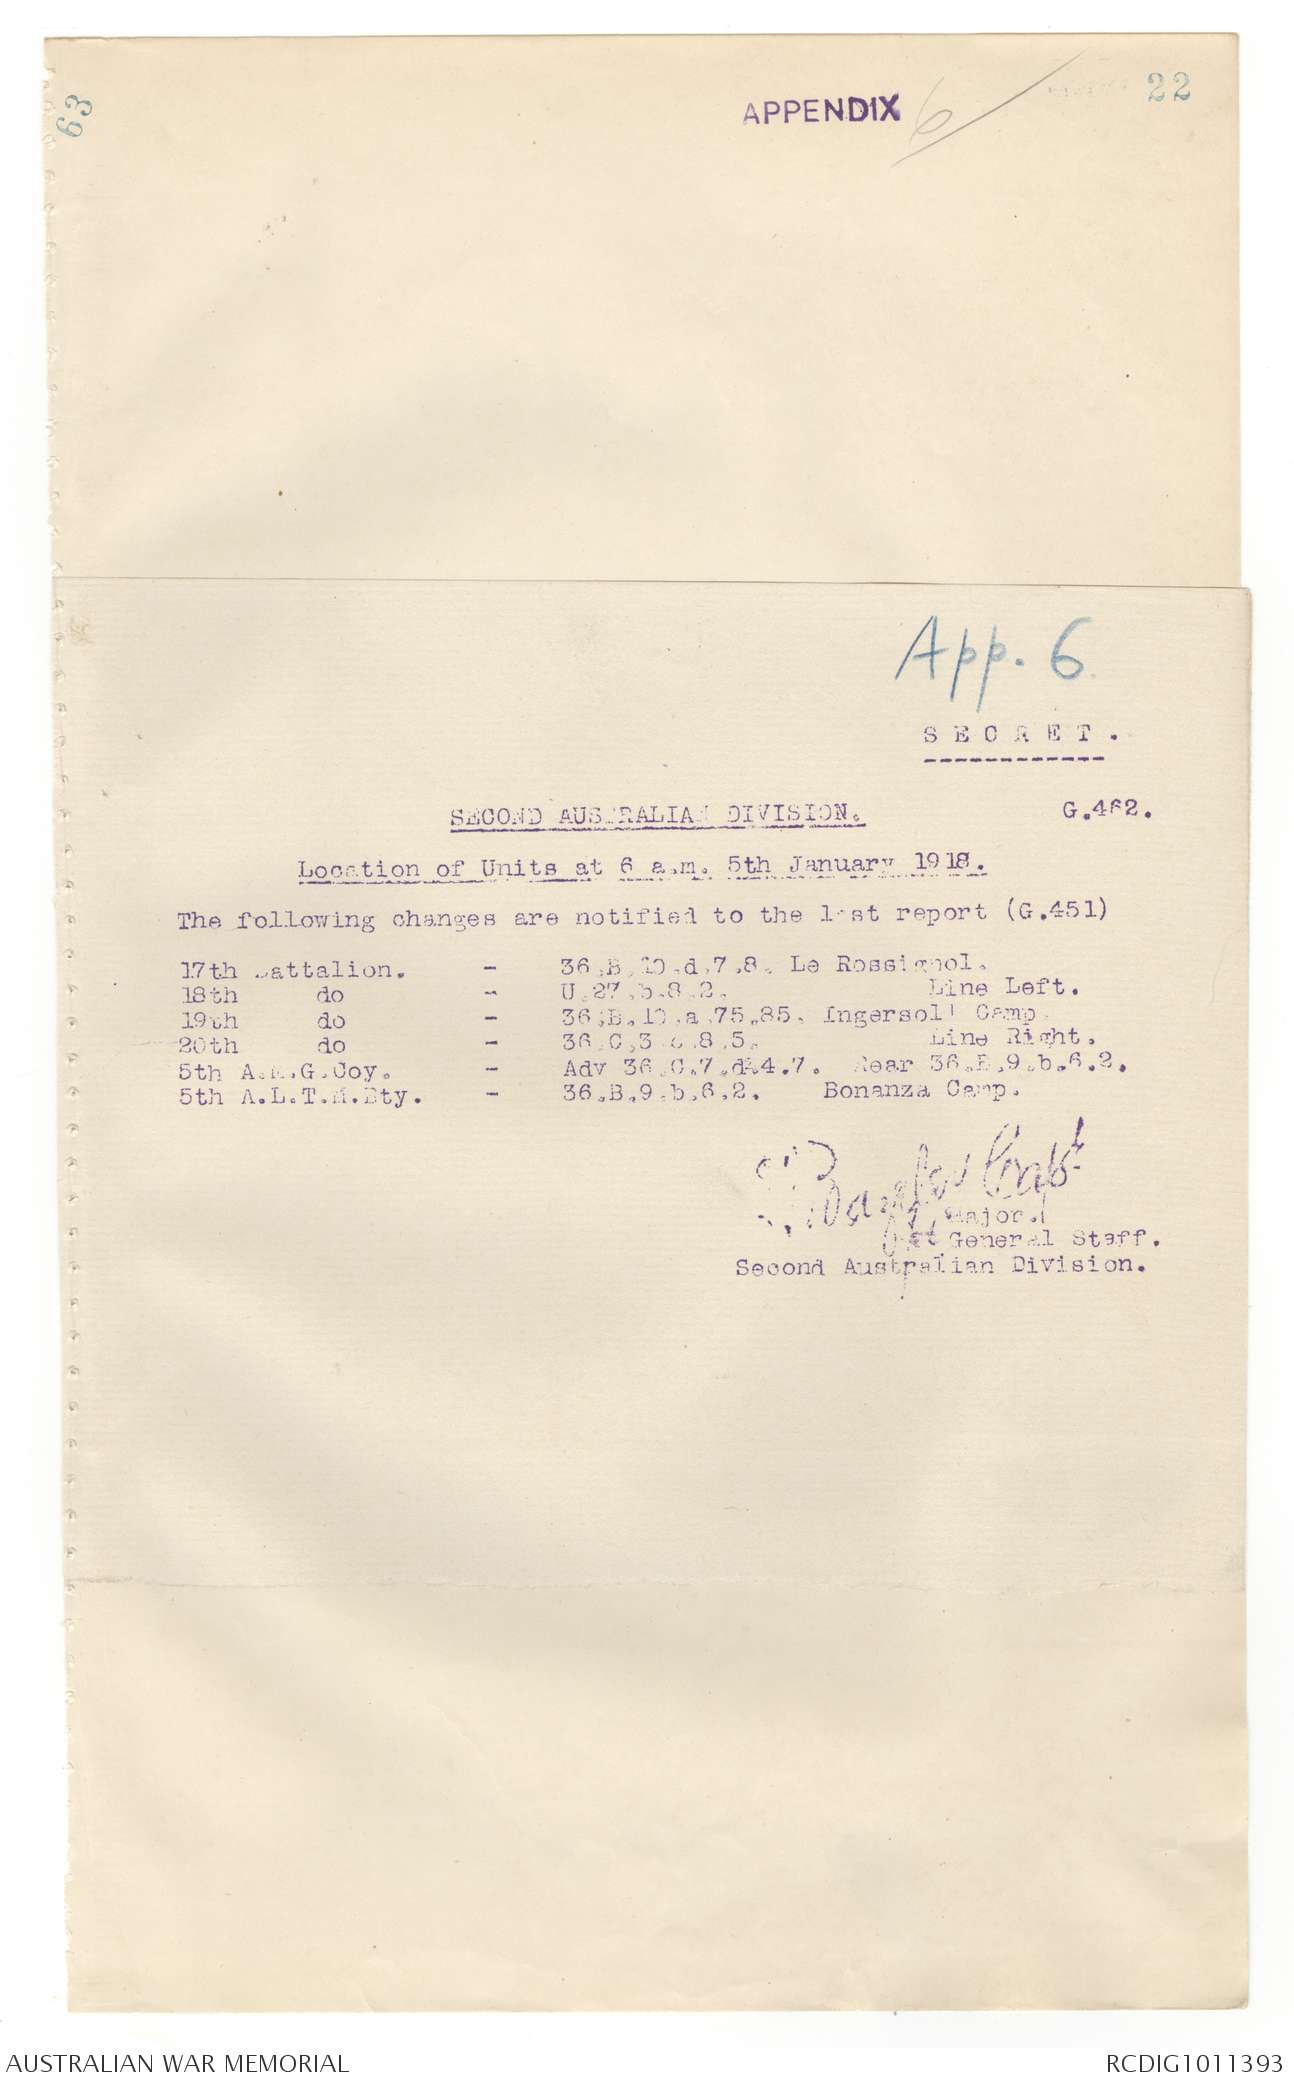 63
APPENDIX 6
22
App. 6
SECRET.
SECOND AUSTRALIAN DIVISION. G.462.
Location of Units at 6 a.m. 5th January 1918.
The following changes are notified to the last report (G.451)
17th Battalion. - 36.B.10.d.7.8. Le Rossignol.
18th do - U.27.b.8.2. Line Left.
19th do - 36.B.10.a.75.85. Ingersoll Camp.
20th do - 36.C.3.c.8.5. Line Right.
5th A.M.G.Coy. - Adv 36.C.7.d.4.7. Rear 36.B.9.b.6.2.
5th A.L.T.M.Bty. - 36.B.9.b.6.2. Bonanza Camp.
Major.
General Staff.
Second Australian Division.
AUSTRALIAN WAR MEMORIAL RCDIG1011393